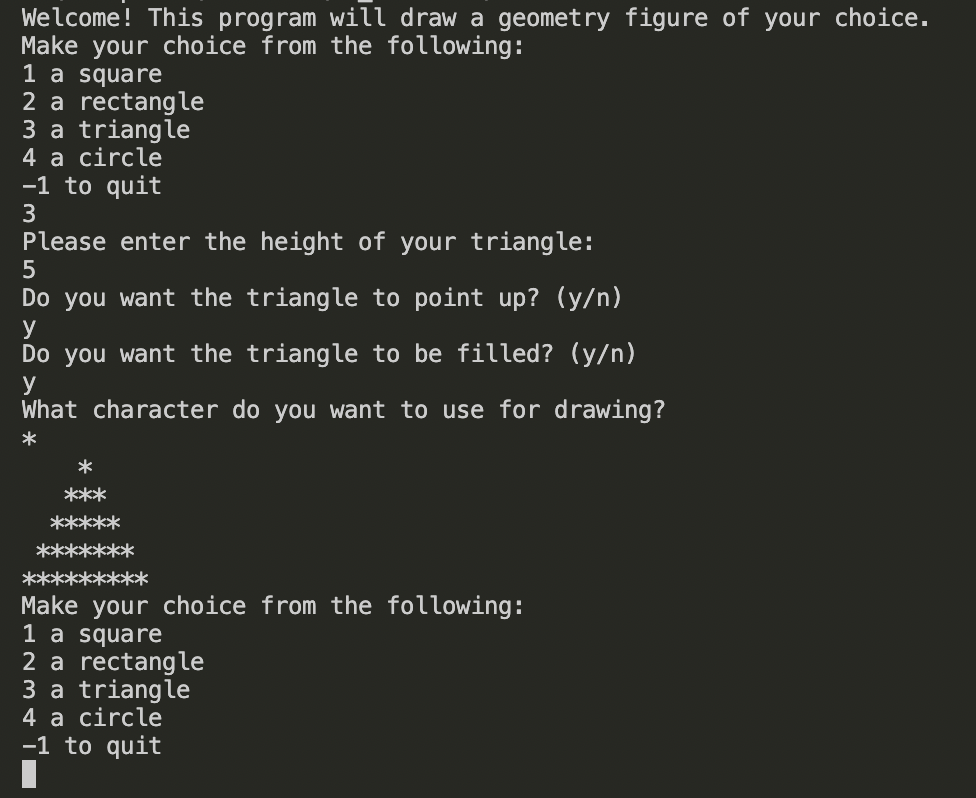 Welcome! This program will draw a geometry figure of your choice.
Make your choice from the following:
1 a square
2 a rectangle
3 a triangle
4 a circle
-1 to quit
3
Please enter the height of your triangle:
5
Do you want the triangle to point up? (y/n)
y
Do you want the triangle to be filled? (y/n)
y
What character do you want to use for drawing?
*
    *
   ***
  *****
 *******
*********
Make your choice from the following:
1 a square
2 a rectangle
3 a triangle
4 a circle
-1 to quit